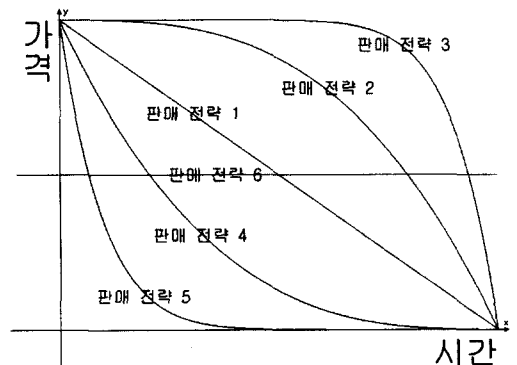 y
가격
판매 전략 3
판매 전략 2
판매 전략 1
판매 전략 6
판매 전략 4
판매 전략 5
x
시간